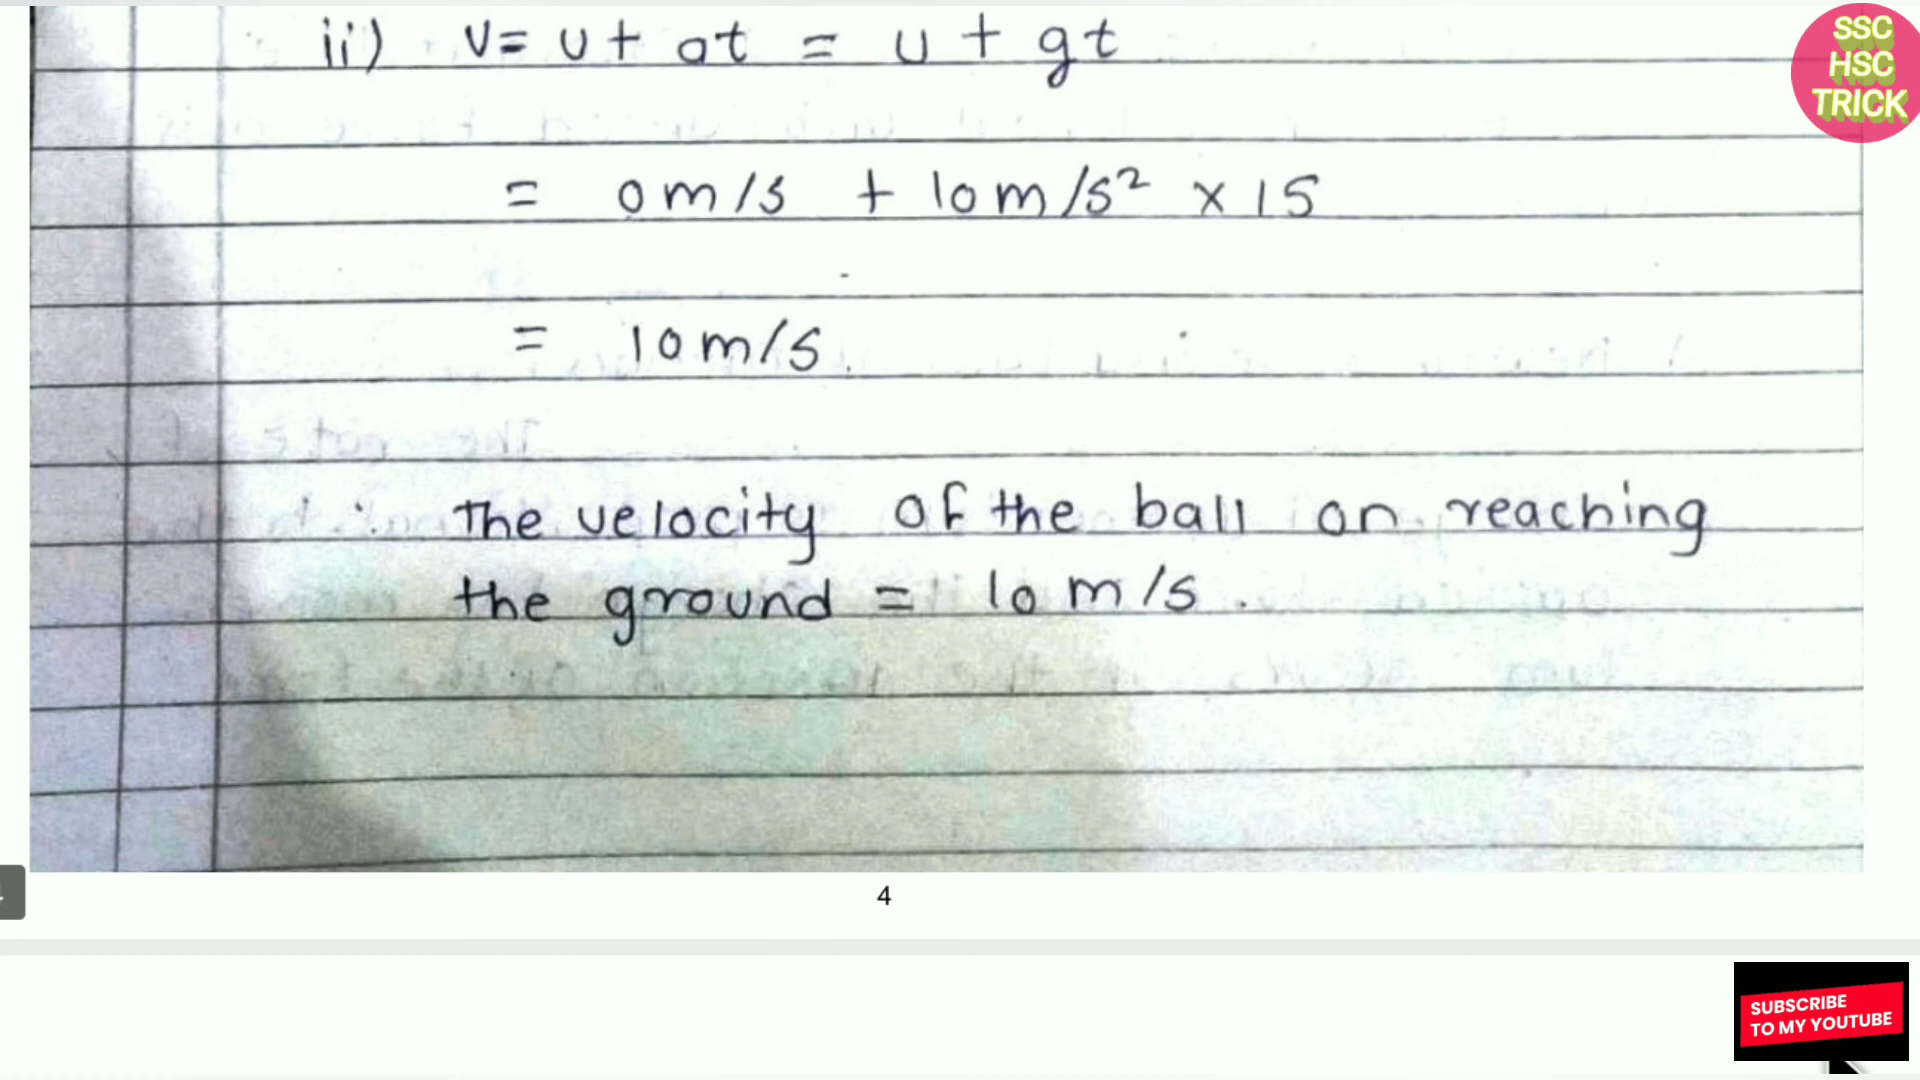 ii) v= u + at = u + gt
SSC
HSC
TRICK
= 0 m/s + 10 m/s² × 1s
= 10 m/s.
∴ The velocity of the ball on reaching
the ground = 10 m/s.
4
SUBSCRIBE
TO MY YOUTUBE